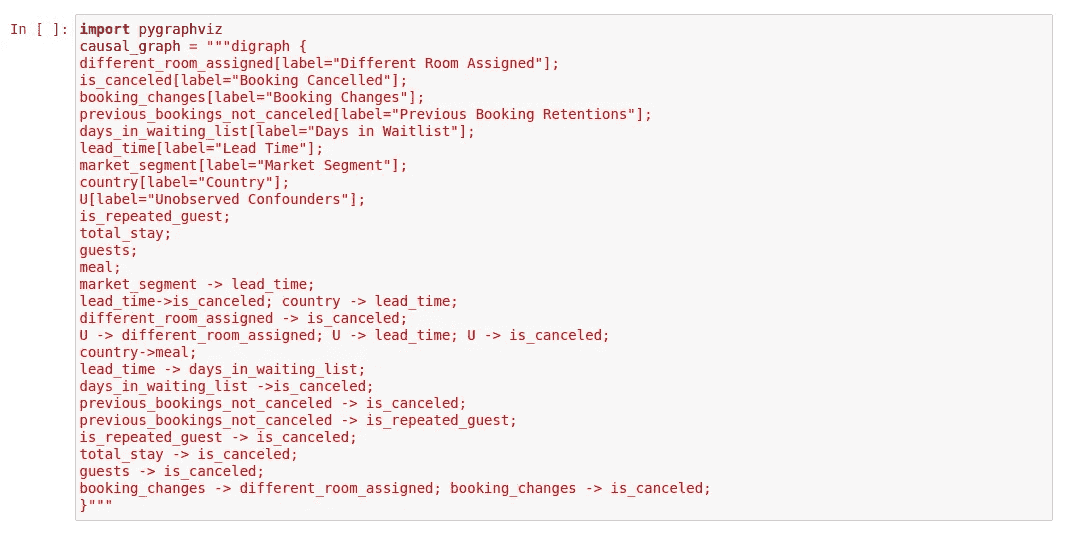 In [ ]: import pygraphviz
causal_graph = """digraph {
different_room_assigned[label="Different Room Assigned"];
is_canceled[label="Booking Cancelled"];
booking_changes[label="Booking Changes"];
previous_bookings_not_canceled[label="Previous Booking Retentions"];
days_in_waiting_list[label="Days in Waitlist"];
lead_time[label="Lead Time"];
market_segment[label="Market Segment"];
country[label="Country"];
U[label="Unobserved Confounders"];
is_repeated_guest;
total_stay;
guests;
meal;
market_segment -> lead_time;
lead_time->is_canceled; country -> lead_time;
different_room_assigned -> is_canceled;
U -> different_room_assigned; U -> lead_time; U -> is_canceled;
country->meal;
lead_time -> days_in_waiting_list;
days_in_waiting_list ->is_canceled;
previous_bookings_not_canceled -> is_canceled;
previous_bookings_not_canceled -> is_repeated_guest;
is_repeated_guest -> is_canceled;
total_stay -> is_canceled;
guests -> is_canceled;
booking_changes -> different_room_assigned; booking_changes -> is_canceled;
}"""